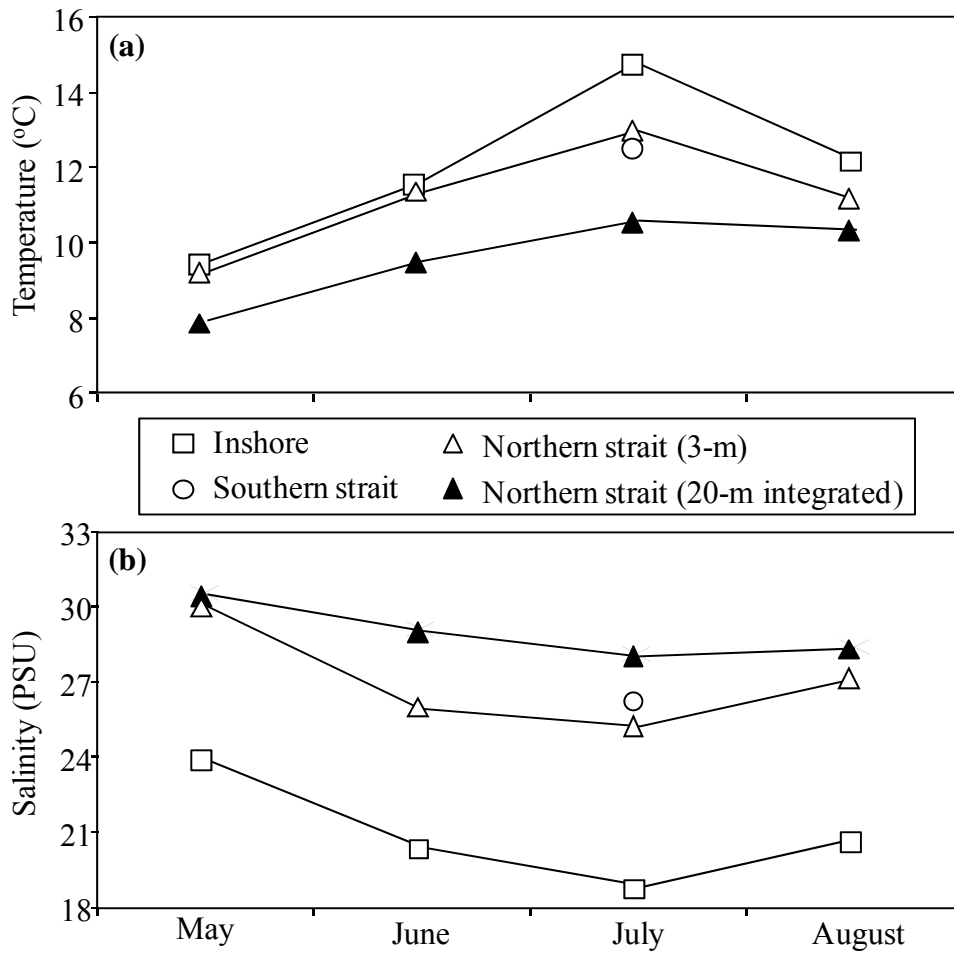 (a)
Temperature (°C)
16
14
12
10
8
6
Inshore
Northern strait (3-m)
Southern strait
Northern strait (20-m integrated)
(b)
Salinity (PSU)
33
30
27
24
21
18
May
June
July
August